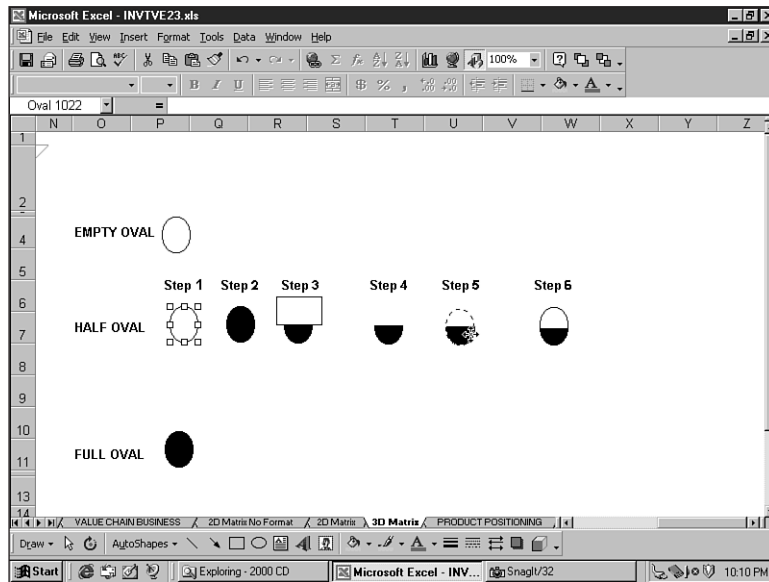 Microsoft Excel - INVTVE23.xls
File Edit View Insert Format Tools Data Window Help
100%
B I U $ % ,
Oval 1022 =
N O P Q R S T U V W X Y Z
1
2
4
EMPTY OVAL
5
Step 1 Step 2 Step 3 Step 4 Step 5 Step 6
6
HALF OVAL
7
8
9
10
FULL OVAL
11
13
14
VALUE CHAIN BUSINESS 2D Matrix No Format 2D Matrix 3D Matrix PRODUCT POSITIONING
Draw AutoShapes
Start Exploring - 2000 CD Microsoft Excel - INV... SnagIt/32 10:10 PM